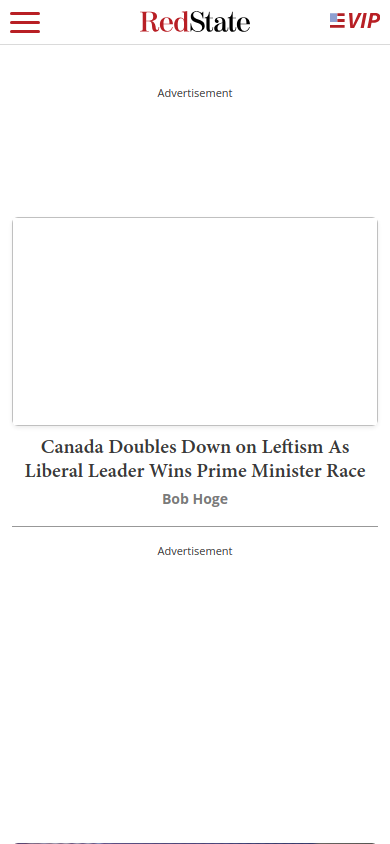 RedState
VIP
Advertisement
Canada Doubles Down on Leftism As
Liberal Leader Wins Prime Minister Race
Bob Hoge
Advertisement